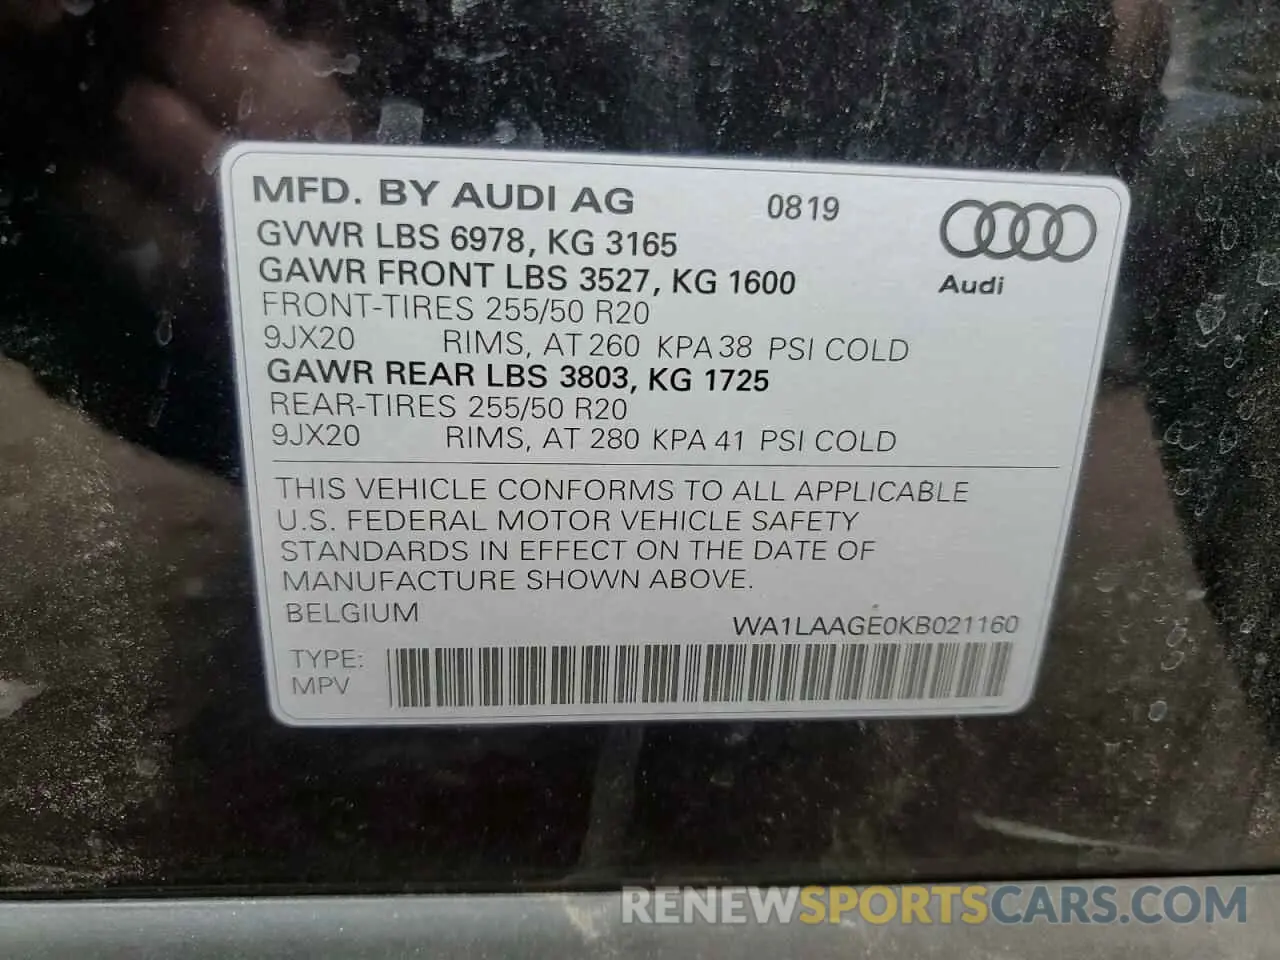 MFD. BY AUDI AG 0819
GVWR LBS 6978, KG 3165
GAWR FRONT LBS 3527, KG 1600
Audi
FRONT-TIRES 255/50 R20
9JX20 RIMS, AT 260 KPA 38 PSI COLD
GAWR REAR LBS 3803, KG 1725
REAR-TIRES 255/50 R20
9JX20 RIMS, AT 280 KPA 41 PSI COLD
THIS VEHICLE CONFORMS TO ALL APPLICABLE
U.S. FEDERAL MOTOR VEHICLE SAFETY
STANDARDS IN EFFECT ON THE DATE OF
MANUFACTURE SHOWN ABOVE.
BELGIUM
WA1LAAGE0KB021160
TYPE:
MPV
RENEWSPORTSCARS.COM